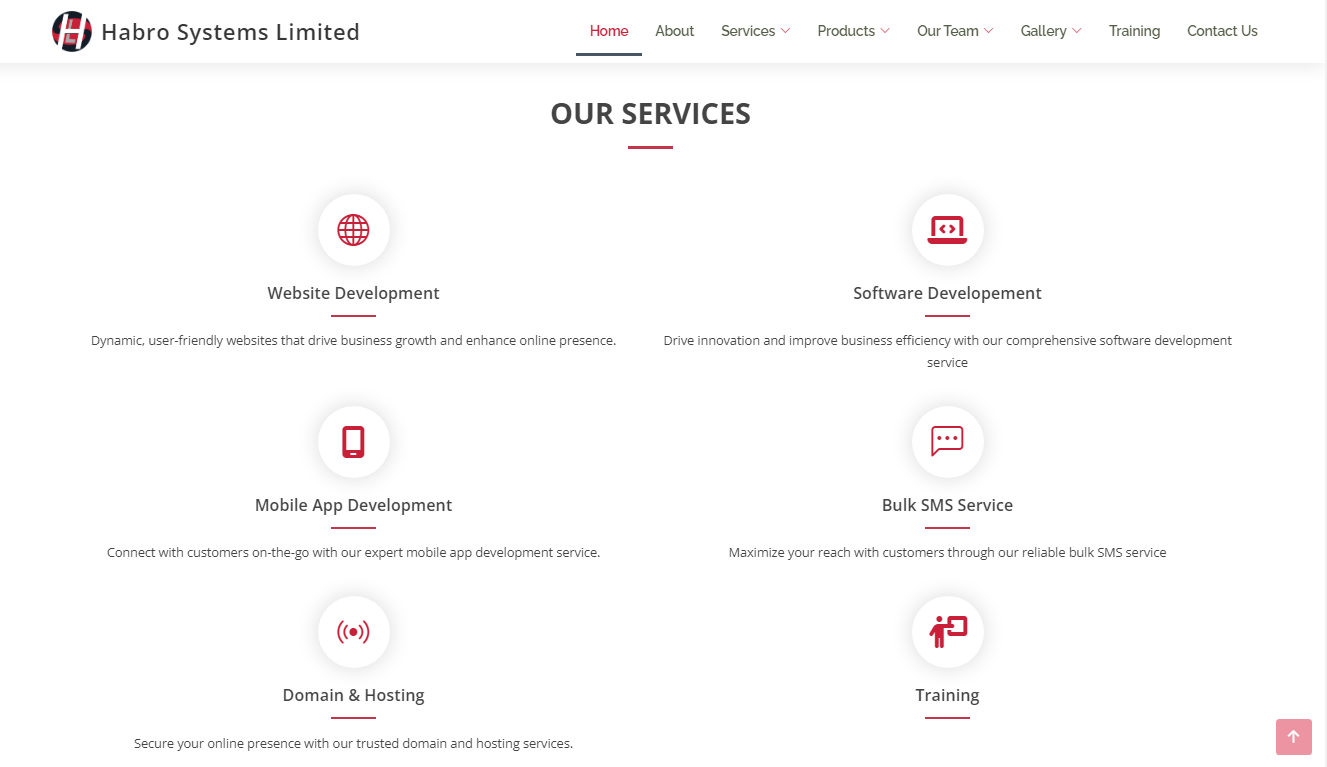 Habro Systems Limited
Home About Services Products Our Team Gallery Training Contact Us
OUR SERVICES
Website Development
Dynamic, user-friendly websites that drive business growth and enhance online presence.
Software Developement
Drive innovation and improve business efficiency with our comprehensive software development
service
Mobile App Development
Connect with customers on-the-go with our expert mobile app development service.
Bulk SMS Service
Maximize your reach with customers through our reliable bulk SMS service
Domain & Hosting
Secure your online presence with our trusted domain and hosting services.
Training